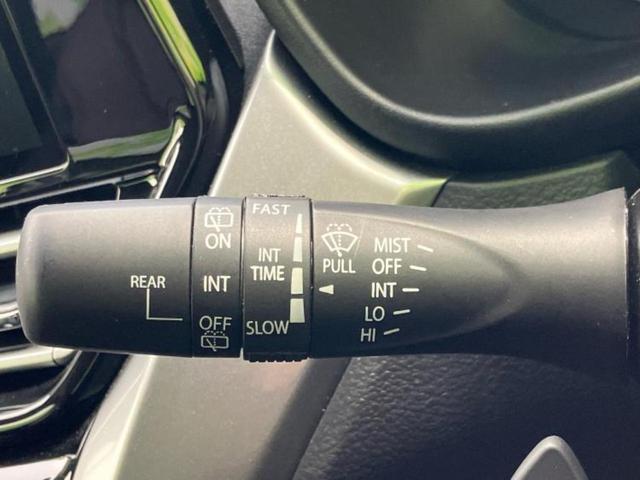 REAR
ON
INT
OFF
FAST
INT
TIME
SLOW
PULL
MIST
OFF
INT
LO
HI